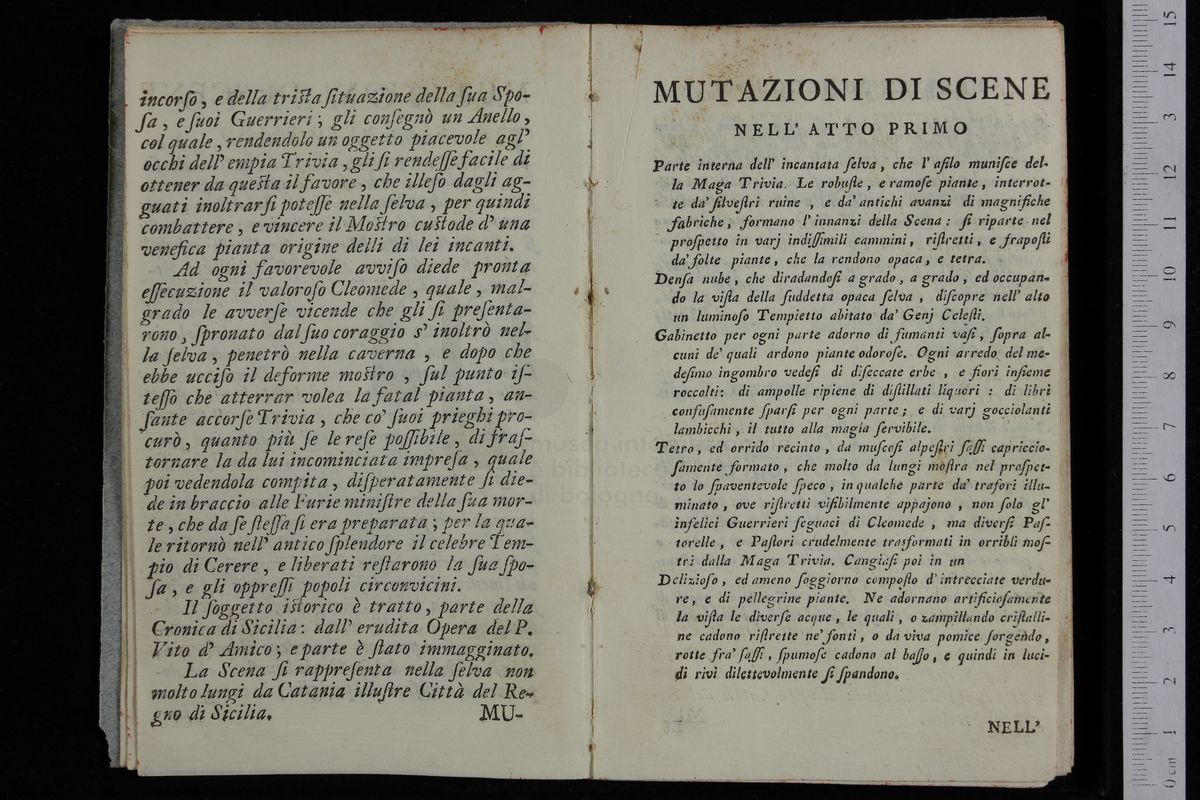 incorſo, e della triſta ſituazione della ſua Spo-
ſa, e ſuoi Guerrieri; gli conſegnò un Anello,
col quale, rendendolo un oggetto piacevole agl'
occhi dell' empia Trivia, gli ſi rendeſſe facile di
ottener da queſta il favore, che illeſo dagli ag-
guati inoltrarſi poteſſe nella ſelva, per quindi
combattere, e vincere il Moſtro cuſtode d' una
venefica pianta origine delli di lei incanti.
Ad ogni favorevole avviſo diede pronta
eſſecuzione il valoroſo Cleomede, quale, mal-
grado le avverſe vicende che gli ſi preſenta-
rono, ſpronato dal ſuo coraggio s' inoltrò nel-
la ſelva, penetrò nella caverna, e dopo che
ebbe ucciſo il deforme moſtro, ſul punto iſ-
teſſo che atterrar volea la fatal pianta, an-
ſante accorſe Trivia, che co' ſuoi prieghi pro-
curò, quanto più ſe le reſe poſſibile, di fraſ-
tornare la da lui incominciata impreſa, quale
poi vedendola compita, diſperatamente ſi die-
de in braccio alle Furie miniſtre della ſua mor-
te, che da ſe ſteſſa ſi era preparata; per la qua-
le ritornò nell' antico ſplendore il celebre Tem-
pio di Cerere, e liberati reſtarono la ſua ſpo-
ſa, e gli oppreſſi popoli circonvicini.
Il ſoggetto iſtorico è tratto, parte della
Cronica di Sicilia: dall' erudita Opera del P.
Vito d' Amico; e parte è ſtato immagginato.
La Scena ſi rappreſenta nella ſelva non
molto lungi da Catania illuſtre Città del Re-
gno di Sicilia.
MU-
MUTAZIONI DI SCENE
NELL' ATTO PRIMO
Parte interna dell' incantata ſelva, che l' aſilo muniſce del-
la Maga Trivia. Le robuſte, e ramoſe piante, interrot-
te da' ſilveſtri ruine, e da' antichi avanzi di magnifiche
fabriche, formano l' innanzi della Scena: ſi riparte nel
proſpetto in varj indiſſimili cammini, riſtretti, e frapoſti
da' folte piante, che la rendono opaca, e tetra.
Denſa nube, che diradandoſi a grado, a grado, ed occupan-
do la viſta della ſuddetta opaca ſelva, diſcopre nell' alto
un luminoſo Tempietto abitato da' Genj Celeſti.
Gabinetto per ogni parte adorno di fumanti vaſi, ſopra al-
cuni de' quali ardono piante odoroſe. Ogni arredo del me-
deſimo ingombro vedeſi di diſeccate erbe, e fiori inſieme
roccolti: di ampolle ripiene di diſtillati liquori: di libri
confuſamente ſparſi per ogni parte; e di varj gocciolanti
lambicchi, il tutto alla magia ſervibile.
Tetro, ed orrido recinto, da muſcoſi alpeſtri ſaſſi capriccio-
ſamente formato, che molto da lungi moſtra nel proſpet-
to lo ſpaventevole ſpeco, in qualche parte da' trafori illu-
minato, ove riſtretti viſibilmente appajono, non ſolo gl'
infelici Guerrieri ſeguaci di Cleomede, ma diverſi Paſ-
torelle, e Paſtori crudelmente traſformati in orribli moſ-
tri dalla Maga Trivia. Cangiaſi poi in un
Delizioſo, ed ameno ſoggiorno compoſto d' intrecciate verdu-
re, e di pellegrine piante. Ne adornano artificioſamente
la viſta le diverſe acque, le quali, o zampillando criſtalli-
ne cadono riſtrette ne' fonti, o da viva pomice ſorgendo,
rotte fra' ſaſſi, ſpumoſe cadono al baſſo, e quindi in luci-
di rivi dilettevolmente ſi ſpandono.
NELL'